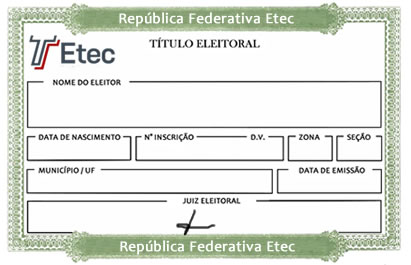 República Federativa Etec
Etec
TÍTULO ELEITORAL
NOME DO ELEITOR
DATA DE NASCIMENTO Nº INSCRIÇÃO D.V. ZONA SEÇÃO
MUNICÍPIO / UF DATA DE EMISSÃO
JUIZ ELEITORAL
República Federativa Etec